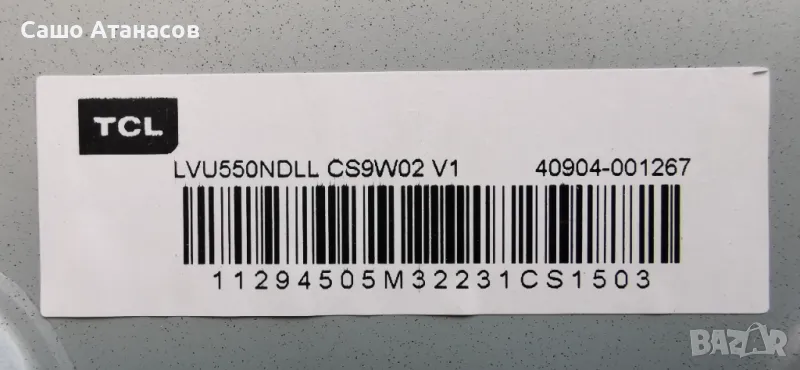 Сашо Атанасов
TCL
LVU550NDLL CS9W02 V1 40904-001267
11294505M32231CS1503
BAZAR